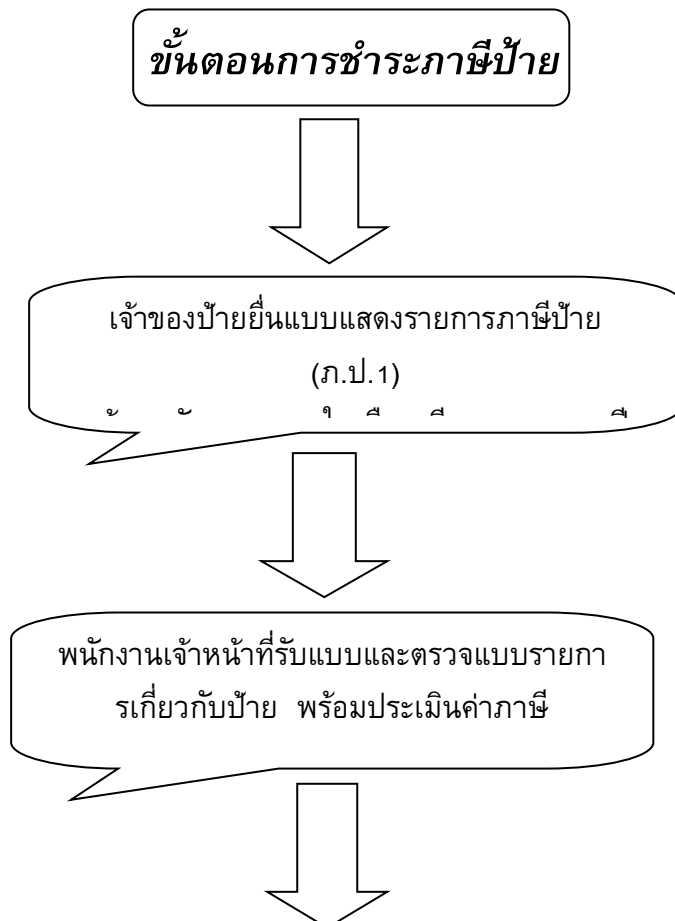 ขั้นตอนการชำระภาษีป้าย
เจ้าของป้ายยื่นแบบแสดงรายการภาษีป้าย
(ภ.ป.1)
พนักงานเจ้าหน้าที่รับแบบและตรวจแบบรายกา
รเกี่ยวกับป้าย พร้อมประเมินค่าภาษี